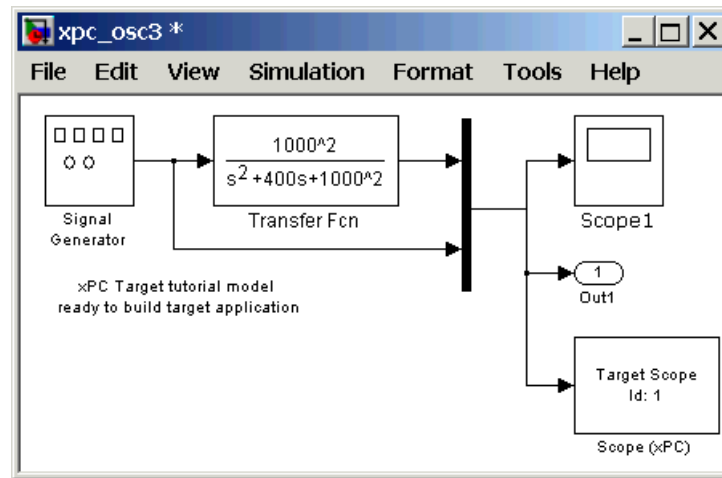 xpc_osc3 *
File Edit View Simulation Format Tools Help
1000^2
s2+400s+1000^2
Signal
Generator
Transfer Fcn
Scope1
xPC Target tutorial model
ready to build target application
1
Out1
Target Scope
Id: 1
Scope (xPC)